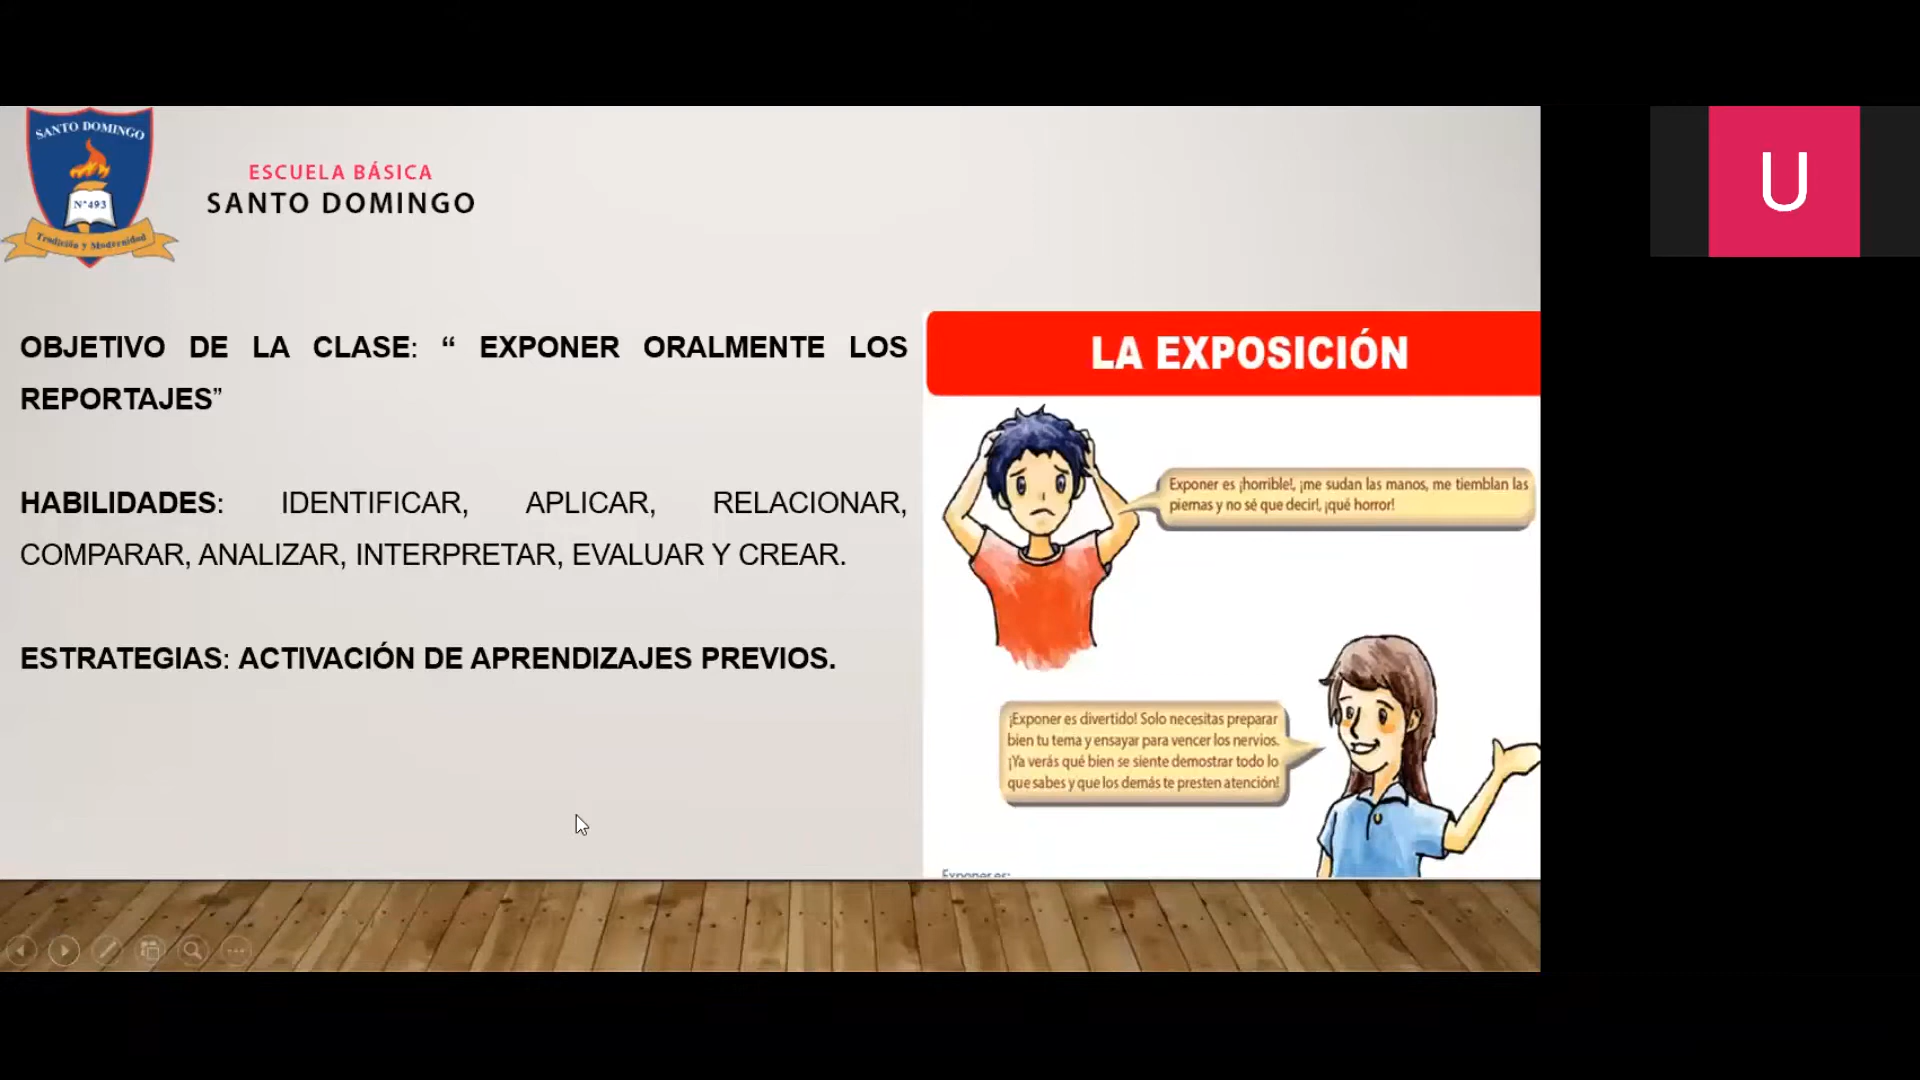 SANTO DOMINGO
N°493
Tradición y Modernidad
ESCUELA BÁSICA
SANTO DOMINGO
U
OBJETIVO DE LA CLASE: “ EXPONER ORALMENTE LOS
REPORTAJES”
HABILIDADES: IDENTIFICAR, APLICAR, RELACIONAR,
COMPARAR, ANALIZAR, INTERPRETAR, EVALUAR Y CREAR.
ESTRATEGIAS: ACTIVACIÓN DE APRENDIZAJES PREVIOS.
LA EXPOSICIÓN
Exponer es ¡horrible!, ¡me sudan las manos, me tiemblan las
piernas y no sé que decir!, ¡qué horror!
¡Exponer es divertido! Solo necesitas preparar
bien tu tema y ensayar para vencer los nervios.
¡Ya verás qué bien se siente demostrar todo lo
que sabes y que los demás te presten atención!
Exponer es: